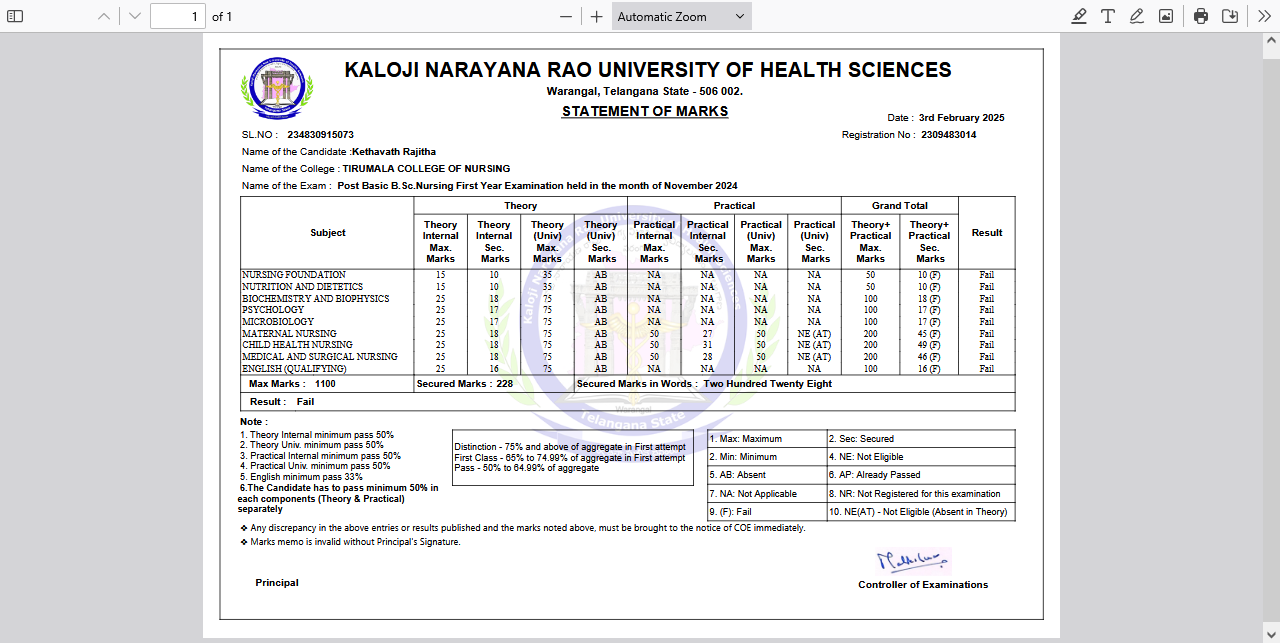 1 of 1
Automatic Zoom
KALOJI NARAYANA RAO UNIVERSITY OF HEALTH SCIENCES
Warangal, Telangana State - 506 002.
STATEMENT OF MARKS
Date : 3rd February 2025
SL.NO : 234830915073 Registration No : 2309483014
Name of the Candidate :Kethavath Rajitha
Name of the College : TIRUMALA COLLEGE OF NURSING
Name of the Exam : Post Basic B.Sc.Nursing First Year Examination held in the month of November 2024
Subject Theory Practical Grand Total Result
Theory Internal Max. Marks Theory Internal Sec. Marks Theory (Univ) Max. Marks Theory (Univ) Sec. Marks Practical Internal Max. Marks Practical Internal Sec. Marks Practical (Univ) Max. Marks Practical (Univ) Sec. Marks Theory+ Practical Max. Marks Theory+ Practical Sec. Marks
NURSING FOUNDATION 15 10 35 AB NA NA NA NA 50 10 (F) Fail
NUTRITION AND DIETETICS 15 10 35 AB NA NA NA NA 50 10 (F) Fail
BIOCHEMISTRY AND BIOPHYSICS 25 18 75 AB NA NA NA NA 100 18 (F) Fail
PSYCHOLOGY 25 17 75 AB NA NA NA NA 100 17 (F) Fail
MICROBIOLOGY 25 17 75 AB NA NA NA NA 100 17 (F) Fail
MATERNAL NURSING 25 18 75 AB 50 27 50 NE (AT) 200 45 (F) Fail
CHILD HEALTH NURSING 25 18 75 AB 50 31 50 NE (AT) 200 49 (F) Fail
MEDICAL AND SURGICAL NURSING 25 18 75 AB 50 28 50 NE (AT) 200 46 (F) Fail
ENGLISH (QUALIFYING) 25 16 75 AB NA NA NA NA 100 16 (F) Fail
Max Marks : 1100 Secured Marks : 228 Secured Marks in Words : Two Hundred Twenty Eight
Result : Fail
Note :
1. Theory Internal minimum pass 50%
2. Theory Univ. minimum pass 50%
3. Practical Internal minimum pass 50%
4. Practical Univ. minimum pass 50%
5. English minimum pass 33%
6.The Candidate has to pass minimum 50% in
each components (Theory & Practical)
separately
Distinction - 75% and above of aggregate in First attempt
First Class - 65% to 74.99% of aggregate in First attempt
Pass - 50% to 64.99% of aggregate
1. Max: Maximum 2. Sec: Secured
2. Min: Minimum 4. NE: Not Eligible
5. AB: Absent 6. AP: Already Passed
7. NA: Not Applicable 8. NR: Not Registered for this examination
9. (F): Fail 10. NE(AT) - Not Eligible (Absent in Theory)
❖ Any discrepancy in the above entries or results published and the marks noted above, must be brought to the notice of COE immediately.
❖ Marks memo is invalid without Principal's Signature.
Principal Controller of Examinations
Kaloji Narayana Rao University of Health Sciences
Warangal
Telangana State